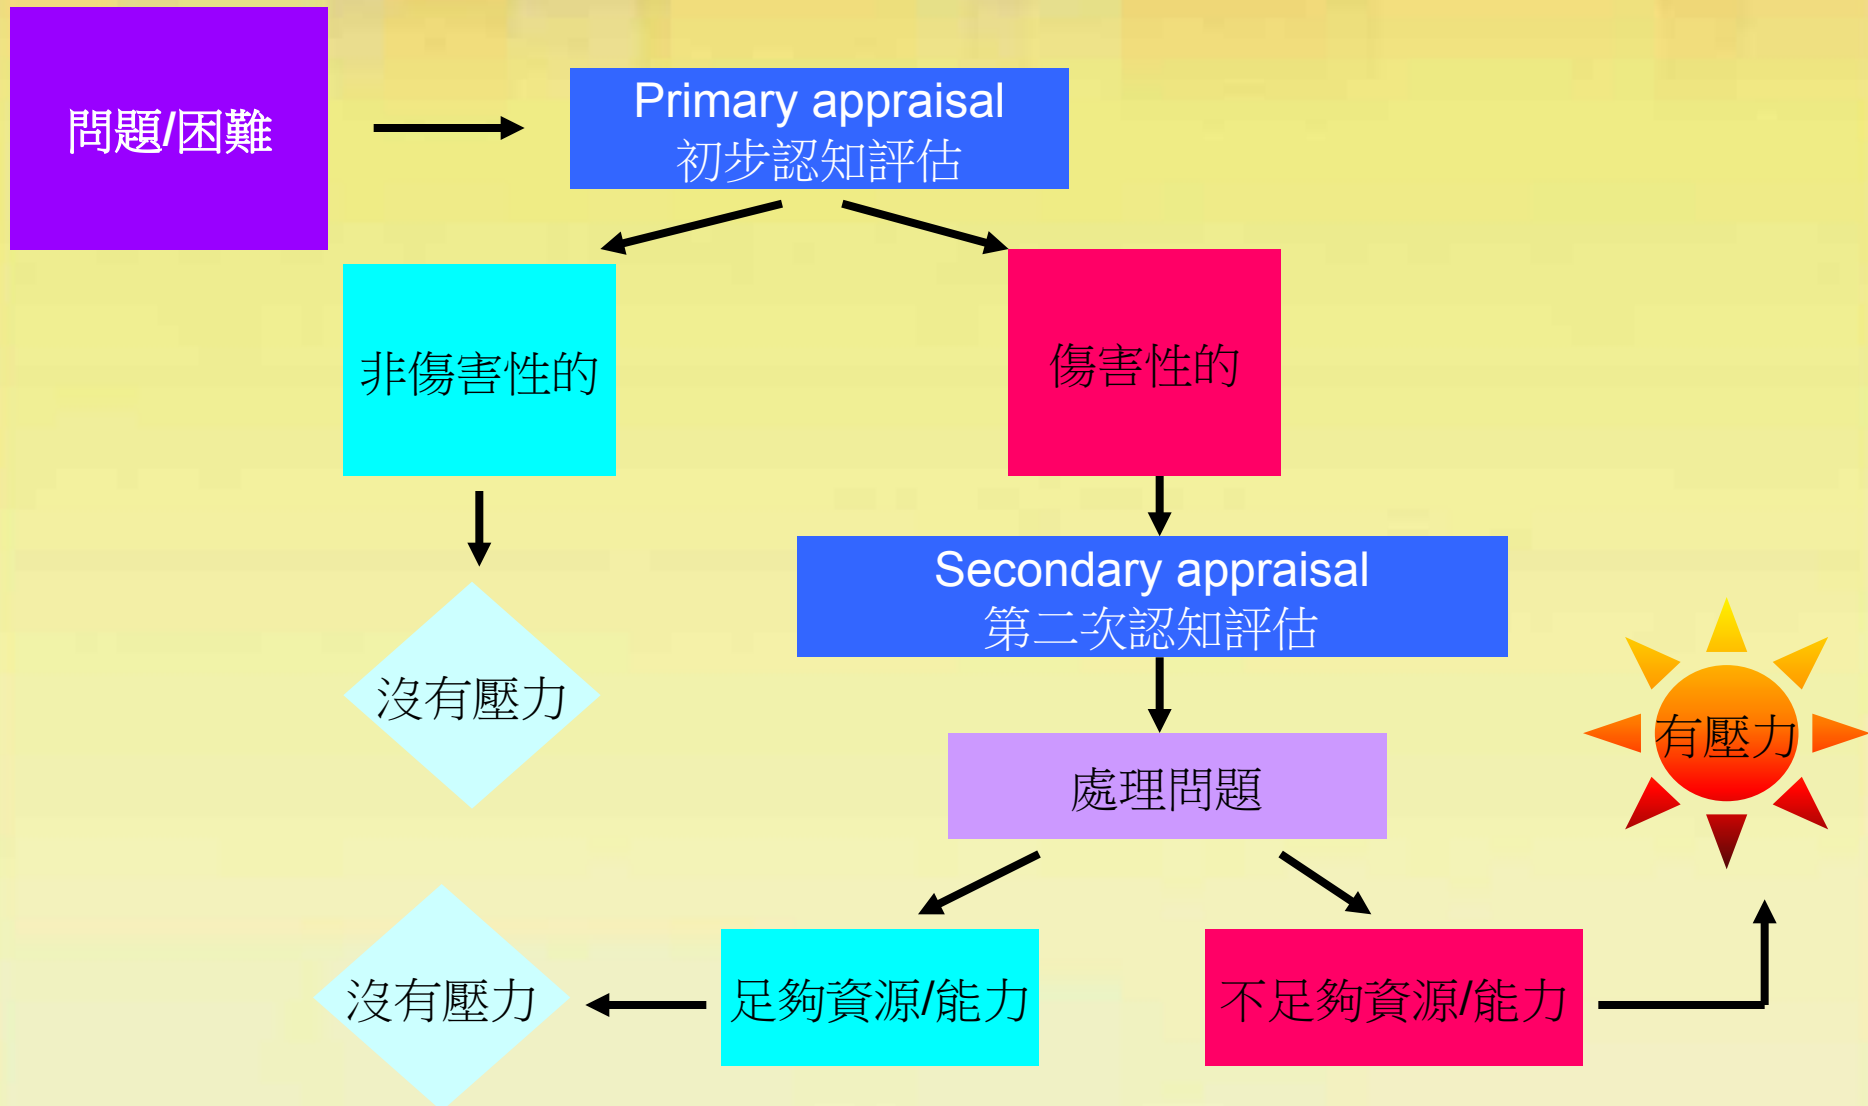 問題/困難
Primary appraisal
初步認知評估
非傷害性的
傷害性的
Secondary appraisal
第二次認知評估
沒有壓力
有壓力
處理問題
沒有壓力
足夠資源/能力
不足夠資源/能力